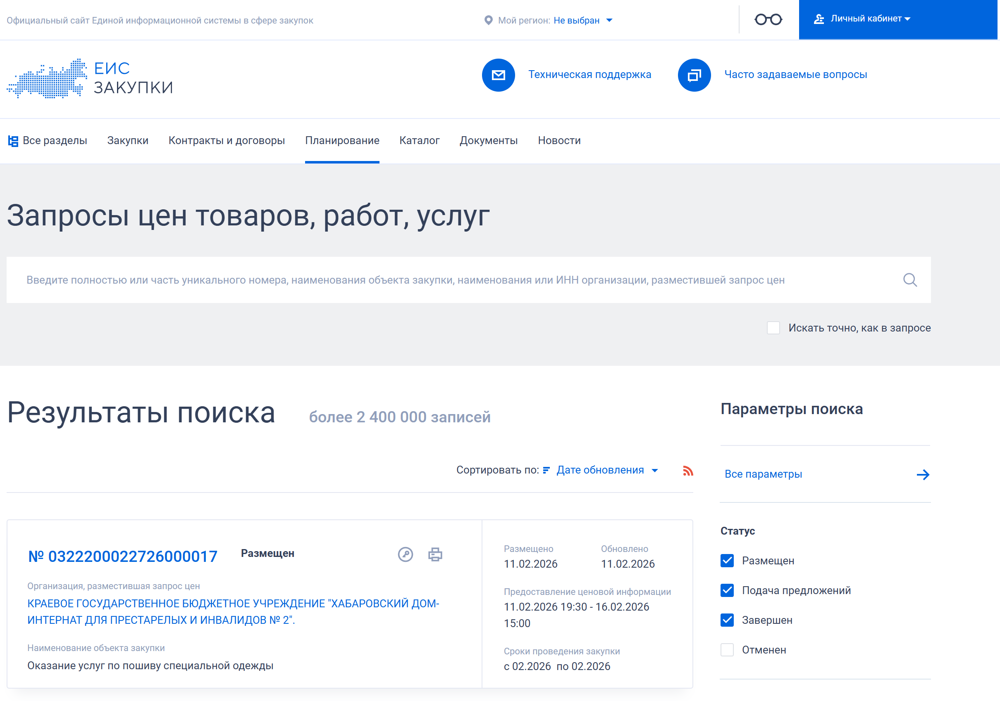 Официальный сайт Единой информационной системы в сфере закупок
Мой регион: Не выбран
Личный кабинет
ЕИС
ЗАКУПКИ
Техническая поддержка
Часто задаваемые вопросы
Все разделы
Закупки
Контракты и договоры
Планирование
Каталог
Документы
Новости
Запросы цен товаров, работ, услуг
Введите полностью или часть уникального номера, наименования объекта закупки, наименования или ИНН организации, разместившей запрос цен
Искать точно, как в запросе
Результаты поиска
более 2 400 000 записей
Сортировать по: Дате обновления
№ 0322200022726000017
Размещен
Организация, разместившая запрос цен
КРАЕВОЕ ГОСУДАРСТВЕННОЕ БЮДЖЕТНОЕ УЧРЕЖДЕНИЕ "ХАБАРОВСКИЙ ДОМ-
ИНТЕРНАТ ДЛЯ ПРЕСТАРЕЛЫХ И ИНВАЛИДОВ № 2".
Наименование объекта закупки
Оказание услуг по пошиву специальной одежды
Размещено
11.02.2026
Обновлено
11.02.2026
Предоставление ценовой информации
11.02.2026 19:30 - 16.02.2026
15:00
Сроки проведения закупки
с 02.2026 по 02.2026
Параметры поиска
Все параметры
Статус
Размещен
Подача предложений
Завершен
Отменен